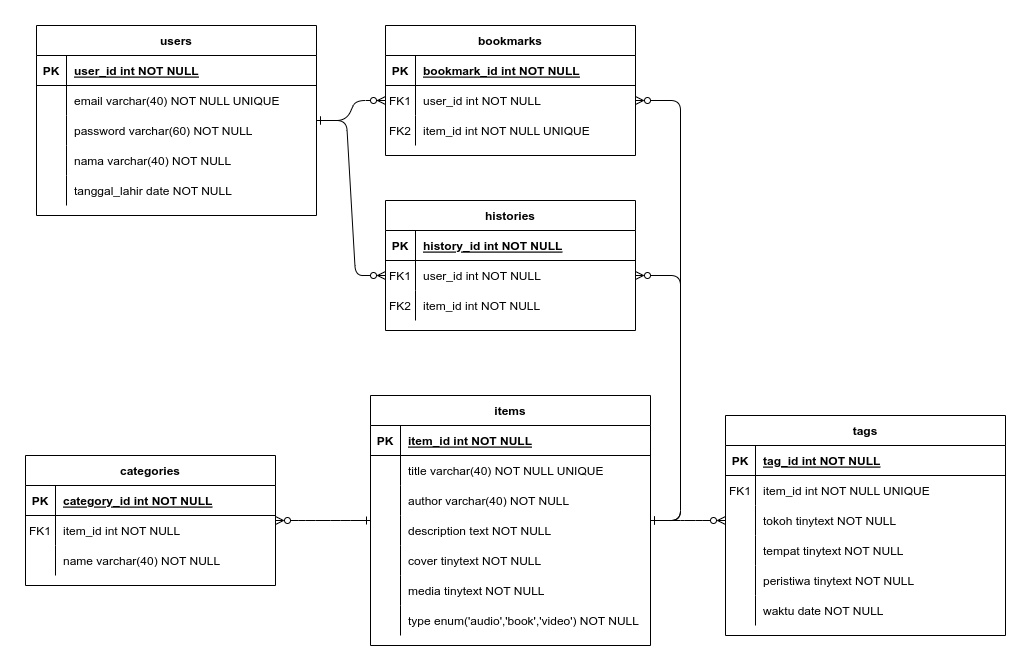 users
PK user_id int NOT NULL
email varchar(40) NOT NULL UNIQUE
password varchar(60) NOT NULL
nama varchar(40) NOT NULL
tanggal_lahir date NOT NULL
bookmarks
PK bookmark_id int NOT NULL
FK1 user_id int NOT NULL
FK2 item_id int NOT NULL UNIQUE
histories
PK history_id int NOT NULL
FK1 user_id int NOT NULL
FK2 item_id int NOT NULL
categories
PK category_id int NOT NULL
FK1 item_id int NOT NULL
name varchar(40) NOT NULL
items
PK item_id int NOT NULL
title varchar(40) NOT NULL UNIQUE
author varchar(40) NOT NULL
description text NOT NULL
cover tinytext NOT NULL
media tinytext NOT NULL
type enum('audio','book','video') NOT NULL
tags
PK tag_id int NOT NULL
FK1 item_id int NOT NULL UNIQUE
tokoh tinytext NOT NULL
tempat tinytext NOT NULL
peristiwa tinytext NOT NULL
waktu date NOT NULL